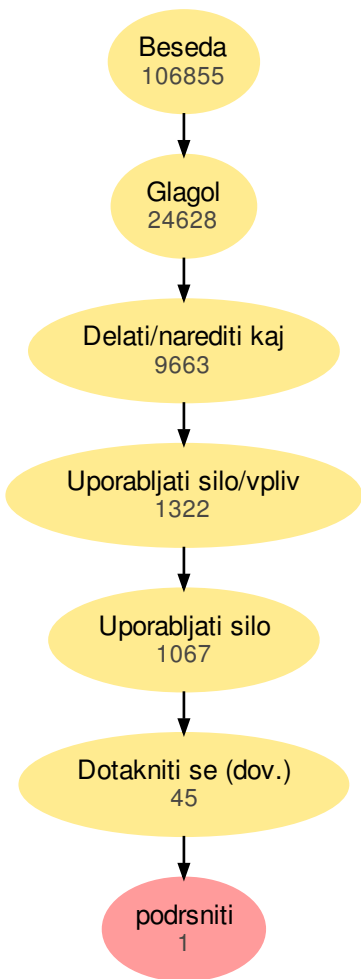 Beseda
106855
Glagol
24628
Delati/narediti kaj
9663
Uporabljati silo/vpliv
1322
Uporabljati silo
1067
Dotakniti se (dov.)
45
podrsniti
1